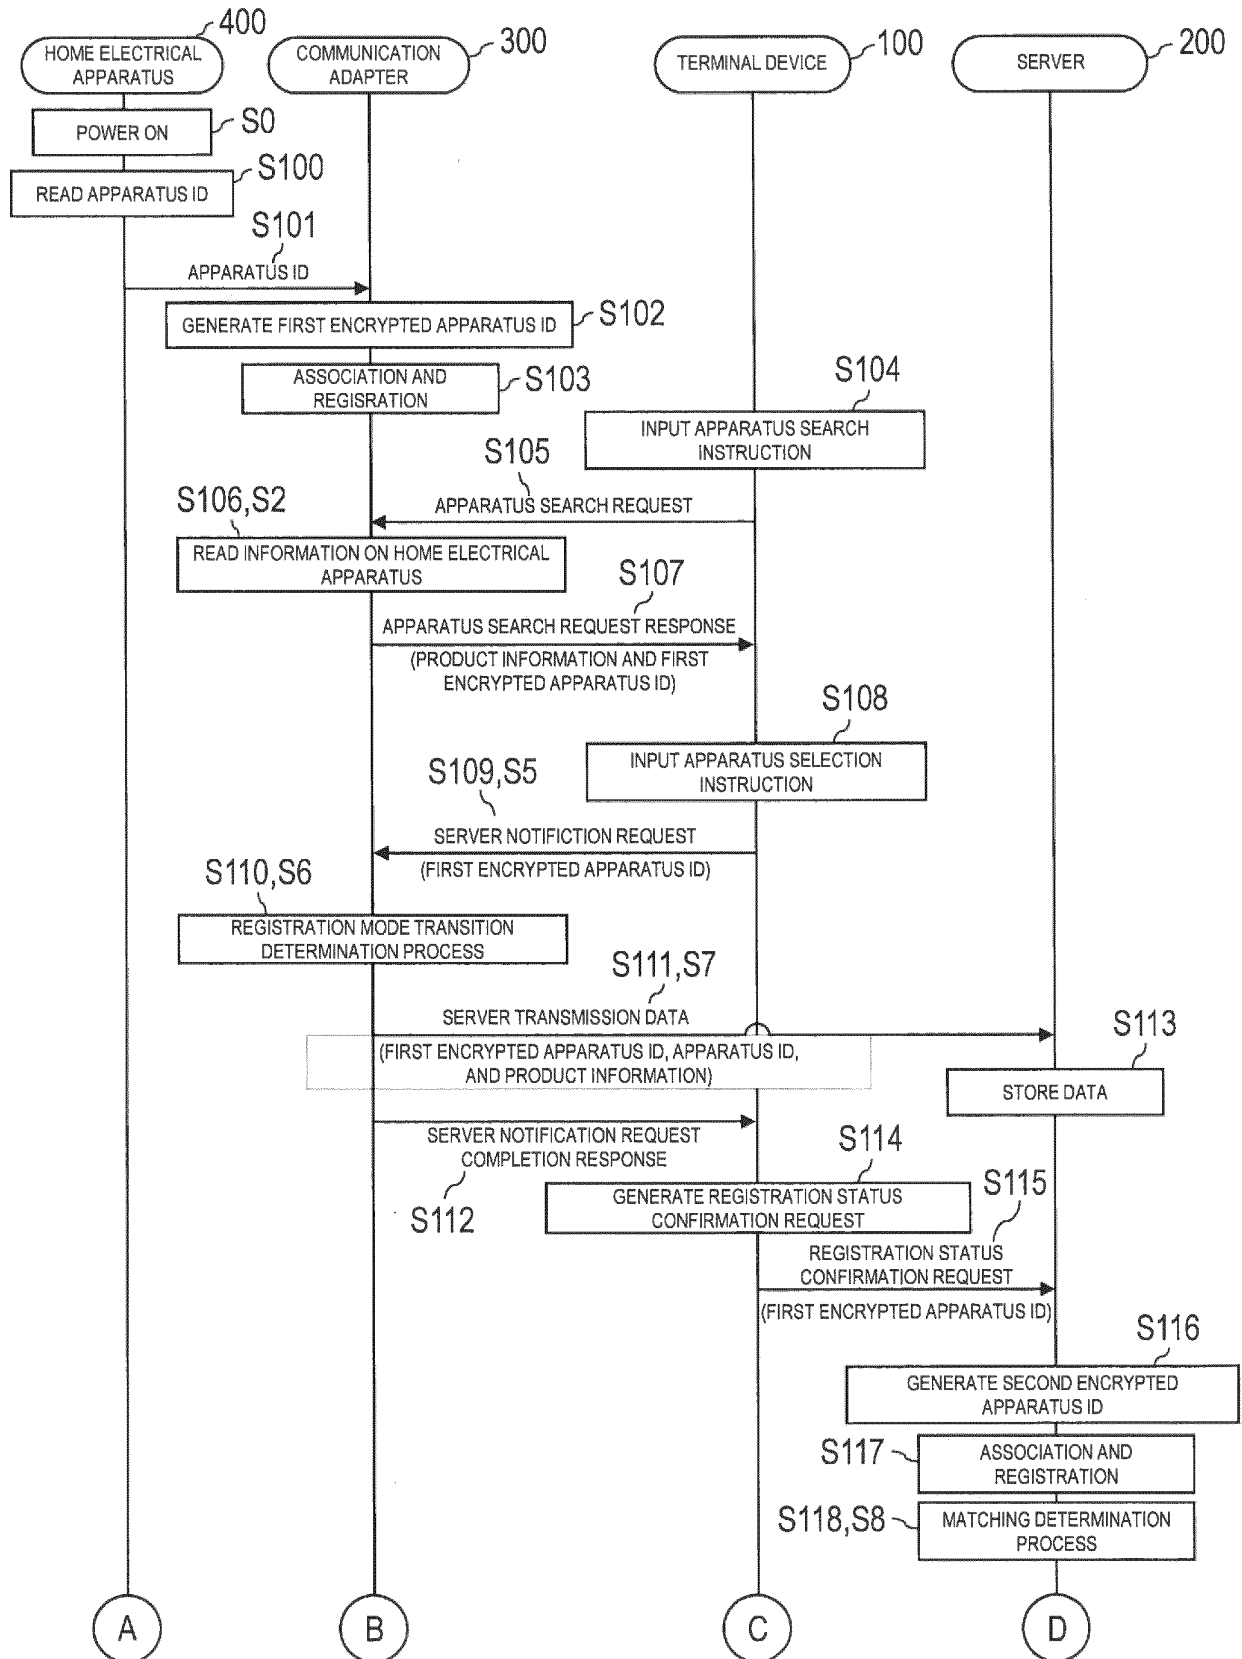 400
300
100
200
HOME ELECTRICAL
APPARATUS
COMMUNICATION
ADAPTER
TERMINAL DEVICE
SERVER
POWER ON
S0
S100
READ APPARATUS ID
S101
APPARATUS ID
GENERATE FIRST ENCRYPTED APPARATUS ID
S102
ASSOCIATION AND
REGISRATION
S103
S104
INPUT APPARATUS SEARCH
INSTRUCTION
S105
APPARATUS SEARCH REQUEST
S106,S2
READ INFORMATION ON HOME ELECTRICAL
APPARATUS
S107
APPARATUS SEARCH REQUEST RESPONSE
(PRODUCT INFORMATION AND FIRST
ENCRYPTED APPARATUS ID)
S108
INPUT APPARATUS SELECTION
INSTRUCTION
S109,S5
SERVER NOTIFICTION REQUEST
(FIRST ENCRYPTED APPARATUS ID)
S110,S6
REGISTRATION MODE TRANSITION
DETERMINATION PROCESS
S111,S7
SERVER TRANSMISSION DATA
(FIRST ENCRYPTED APPARATUS ID, APPARATUS ID,
AND PRODUCT INFORMATION)
S113
STORE DATA
SERVER NOTIFICATION REQUEST
COMPLETION RESPONSE
S112
S114
GENERATE REGISTRATION STATUS
CONFIRMATION REQUEST
S115
REGISTRATION STATUS
CONFIRMATION REQUEST
(FIRST ENCRYPTED APPARATUS ID)
S116
GENERATE SECOND ENCRYPTED
APPARATUS ID
S117
ASSOCIATION AND
REGISTRATION
S118,S8
MATCHING DETERMINATION
PROCESS
A
B
C
D